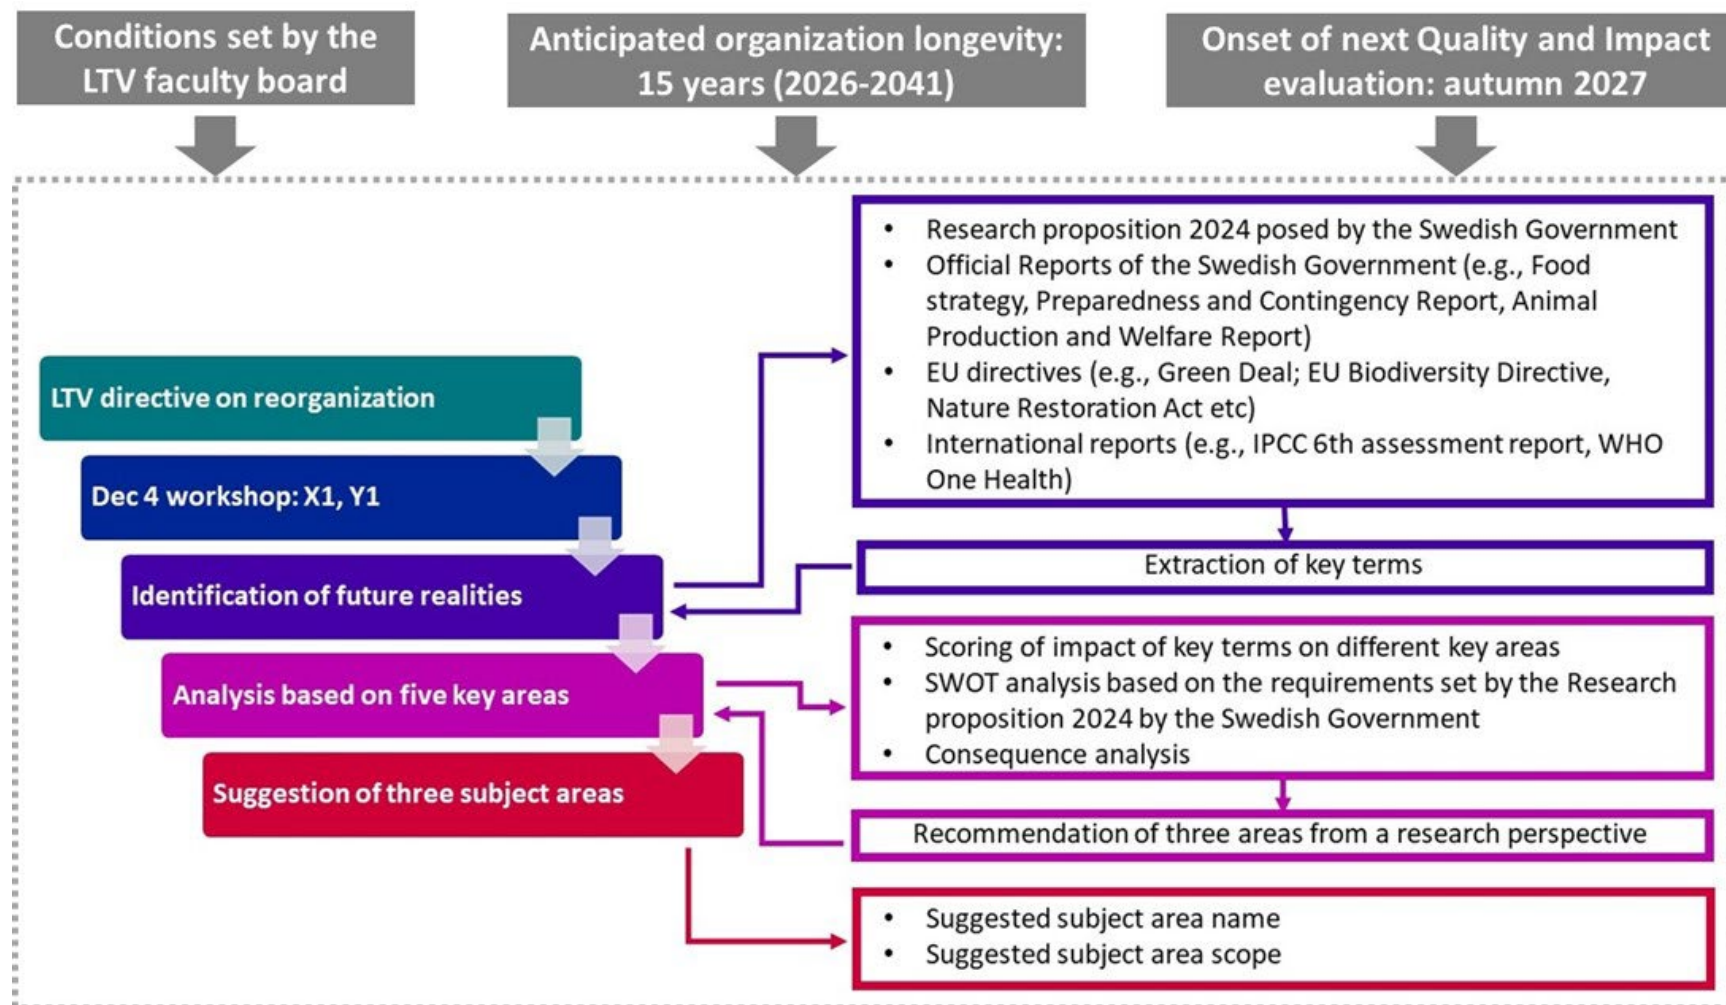 Conditions set by the
LTV faculty board
Anticipated organization longevity:
15 years (2026-2041)
Onset of next Quality and Impact
evaluation: autumn 2027
LTV directive on reorganization
Dec 4 workshop: X1, Y1
Identification of future realities
Analysis based on five key areas
Suggestion of three subject areas
• Research proposition 2024 posed by the Swedish Government
• Official Reports of the Swedish Government (e.g., Food
strategy, Preparedness and Contingency Report, Animal
Production and Welfare Report)
• EU directives (e.g., Green Deal; EU Biodiversity Directive,
Nature Restoration Act etc)
• International reports (e.g., IPCC 6th assessment report, WHO
One Health)
Extraction of key terms
• Scoring of impact of key terms on different key areas
• SWOT analysis based on the requirements set by the Research
proposition 2024 by the Swedish Government
• Consequence analysis
Recommendation of three areas from a research perspective
• Suggested subject area name
• Suggested subject area scope